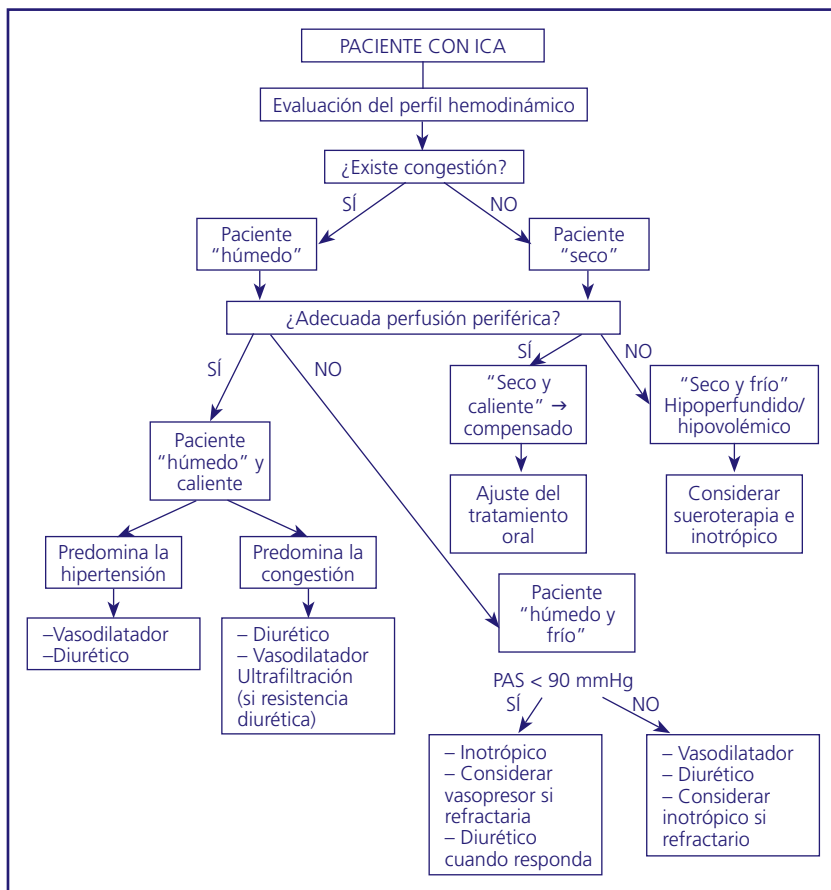 PACIENTE CON ICA
Evaluación del perfil hemodinámico
¿Existe congestión?
SÍ
NO
Paciente
“húmedo”
Paciente
“seco”
¿Adecuada perfusión periférica?
SÍ
NO
SÍ
NO
Paciente
“húmedo” y
caliente
“Seco y
caliente” →
compensado
“Seco y frío”
Hipoperfundido/
hipovolémico
Ajuste del
tratamiento
oral
Considerar
sueroterapia e
inotrópico
Predomina la
hipertensión
Predomina la
congestión
–Vasodilatador
–Diurético
– Diurético
– Vasodilatador
Ultrafiltración
(si resistencia
diurética)
Paciente
“húmedo y
frío”
PAS < 90 mmHg
SÍ
NO
– Inotrópico
– Considerar
vasopresor si
refractaria
– Diurético
cuando responda
– Vasodilatador
– Diurético
– Considerar
inotrópico si
refractario